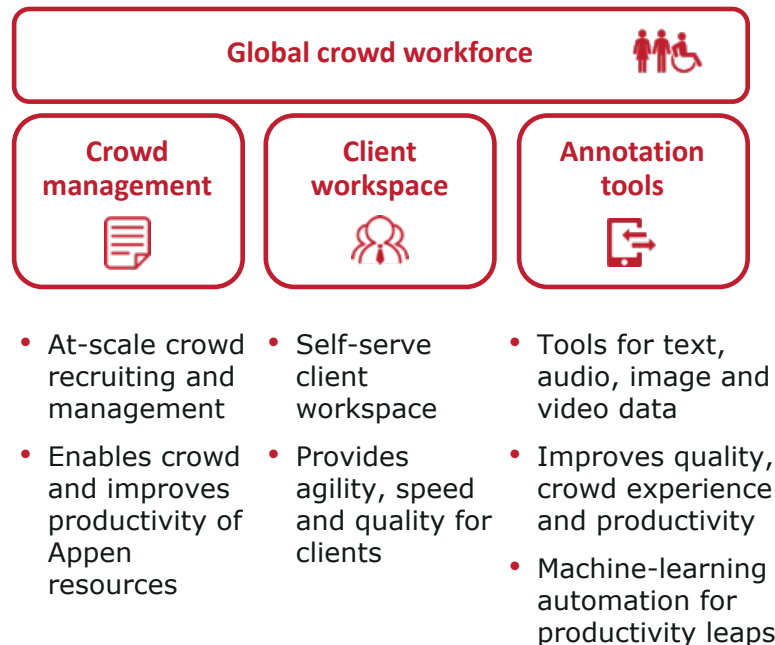 Global crowd workforce
Crowd
management
Client
workspace
Annotation
tools
• At-scale crowd
recruiting and
management
• Enables crowd
and improves
productivity of
Appen
resources
• Self-serve
client
workspace
• Provides
agility, speed
and quality for
clients
• Tools for text,
audio, image and
video data
• Improves quality,
crowd experience
and productivity
• Machine-learning
automation for
productivity leaps